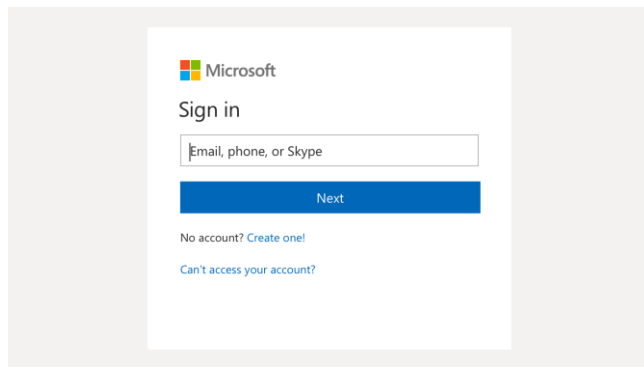 Microsoft
Sign in
Email, phone, or Skype
Next
No account? Create one!
Can't access your account?